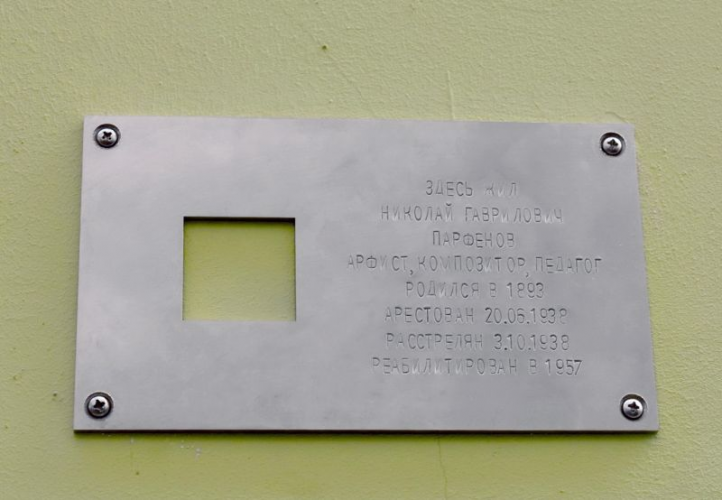 ЗДЕСЬ ЖИЛ
НИКОЛАЙ ГАВРИЛОВИЧ
ПАРФЕНОВ
АРФИСТ, КОМПОЗИТОР, ПЕДАГОГ
РОДИЛСЯ В 1893
АРЕСТОВАН 20.06.1938
РАССТРЕЛЯН 3.10.1938
РЕАБИЛИТИРОВАН В 1957